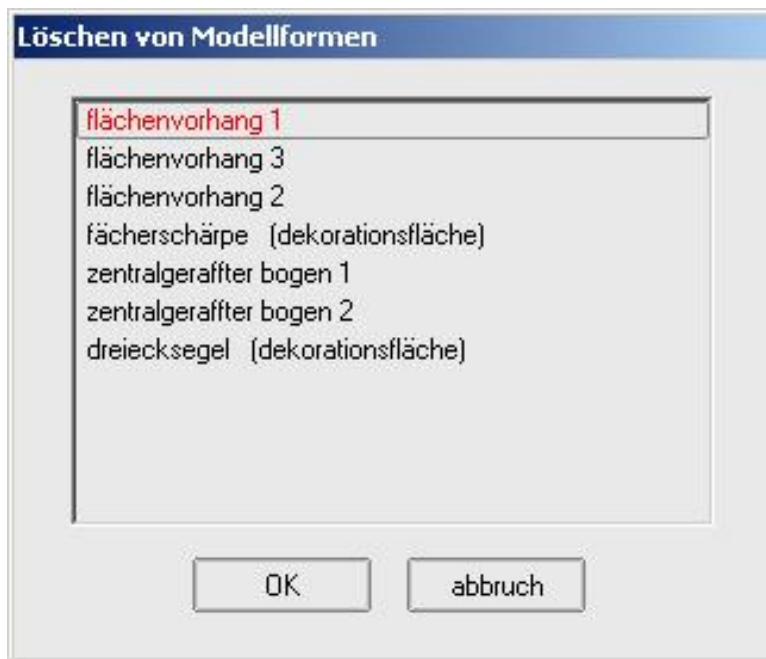 Löschen von Modellformen
flächenvorhang 1
flächenvorhang 3
flächenvorhang 2
fächerschärpe (dekorationsfläche)
zentralgeraffter bogen 1
zentralgeraffter bogen 2
dreiecksegel (dekorationsfläche)
OK
abbruch